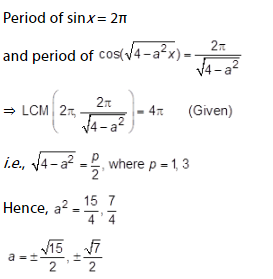 Period of sin x = 2π
and period of cos(√(4−a²x)) = 2π/√(4−a²)
⇒ LCM(2π, 2π/√(4−a²)) = 4π (Given)
i.e., √(4−a²) = p/2, where p = 1, 3
Hence, a² = 15/4, 7/4
a = ± √15/2, ± √7/2